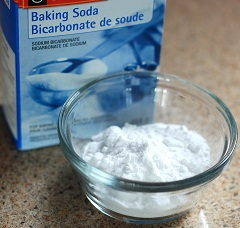 Baking Soda
Bicarbonate de soude
SODIUM BICARBONATE
BICARBONATE DE SODIUM